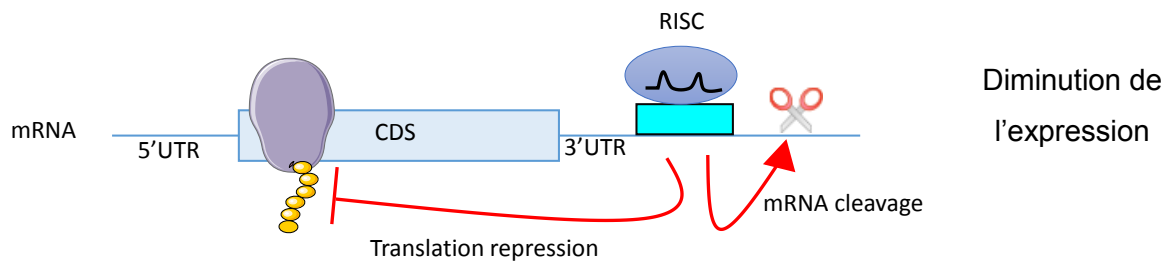 RISC
Diminution de
l’expression
mRNA
CDS
5’UTR
3’UTR
mRNA cleavage
Translation repression